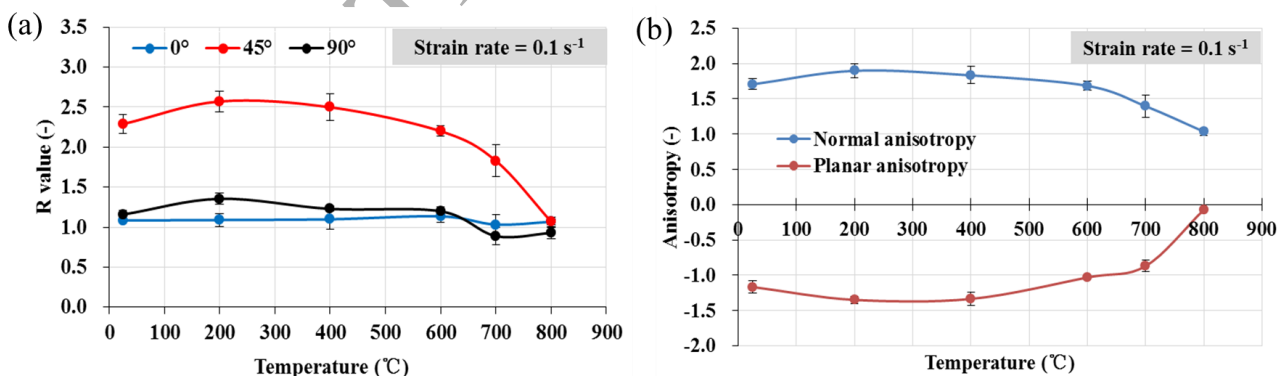 (a)
3.5
3.0
2.5
2.0
1.5
1.0
0.5
0.0
R value (-)
0° 45° 90°
Strain rate = 0.1 s⁻¹
0 100 200 300 400 500 600 700 800 900
Temperature (℃)
(b)
2.5
2.0
1.5
1.0
0.5
0.0
-0.5
-1.0
-1.5
-2.0
Anisotropy (-)
Strain rate = 0.1 s⁻¹
Normal anisotropy
Planar anisotropy
0 100 200 300 400 500 600 700 800 900
Temperature (℃)